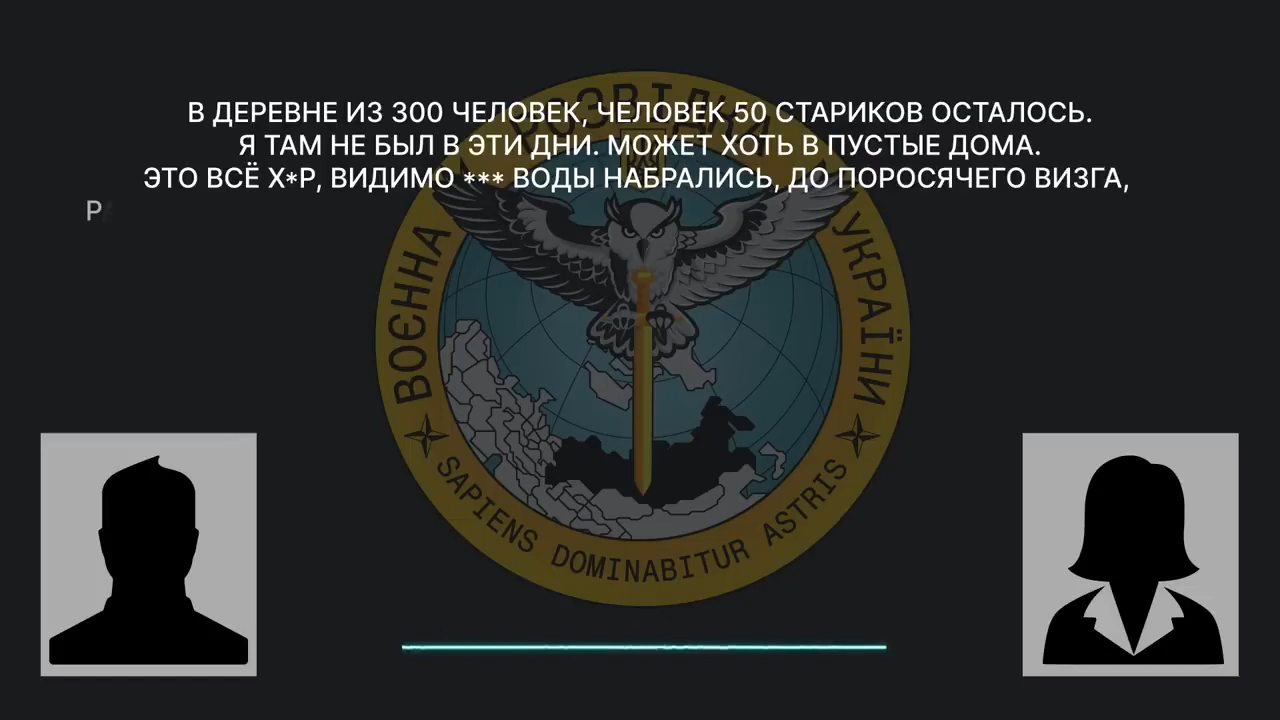 В ДЕРЕВНЕ ИЗ 300 ЧЕЛОВЕК, ЧЕЛОВЕК 50 СТАРИКОВ ОСТАЛОСЬ.
Я ТАМ НЕ БЫЛ В ЭТИ ДНИ. МОЖЕТ ХОТЬ В ПУСТЫЕ ДОМА.
ЭТО ВСЁ Х*Р, ВИДИМО *** ВОДЫ НАБРАЛИСЬ, ДО ПОРОСЯЧЕГО ВИЗГА,
Р
ВОЄННА РОЗВІДКА УКРАЇНИ
SAPIENS DOMINABITUR ASTRIS